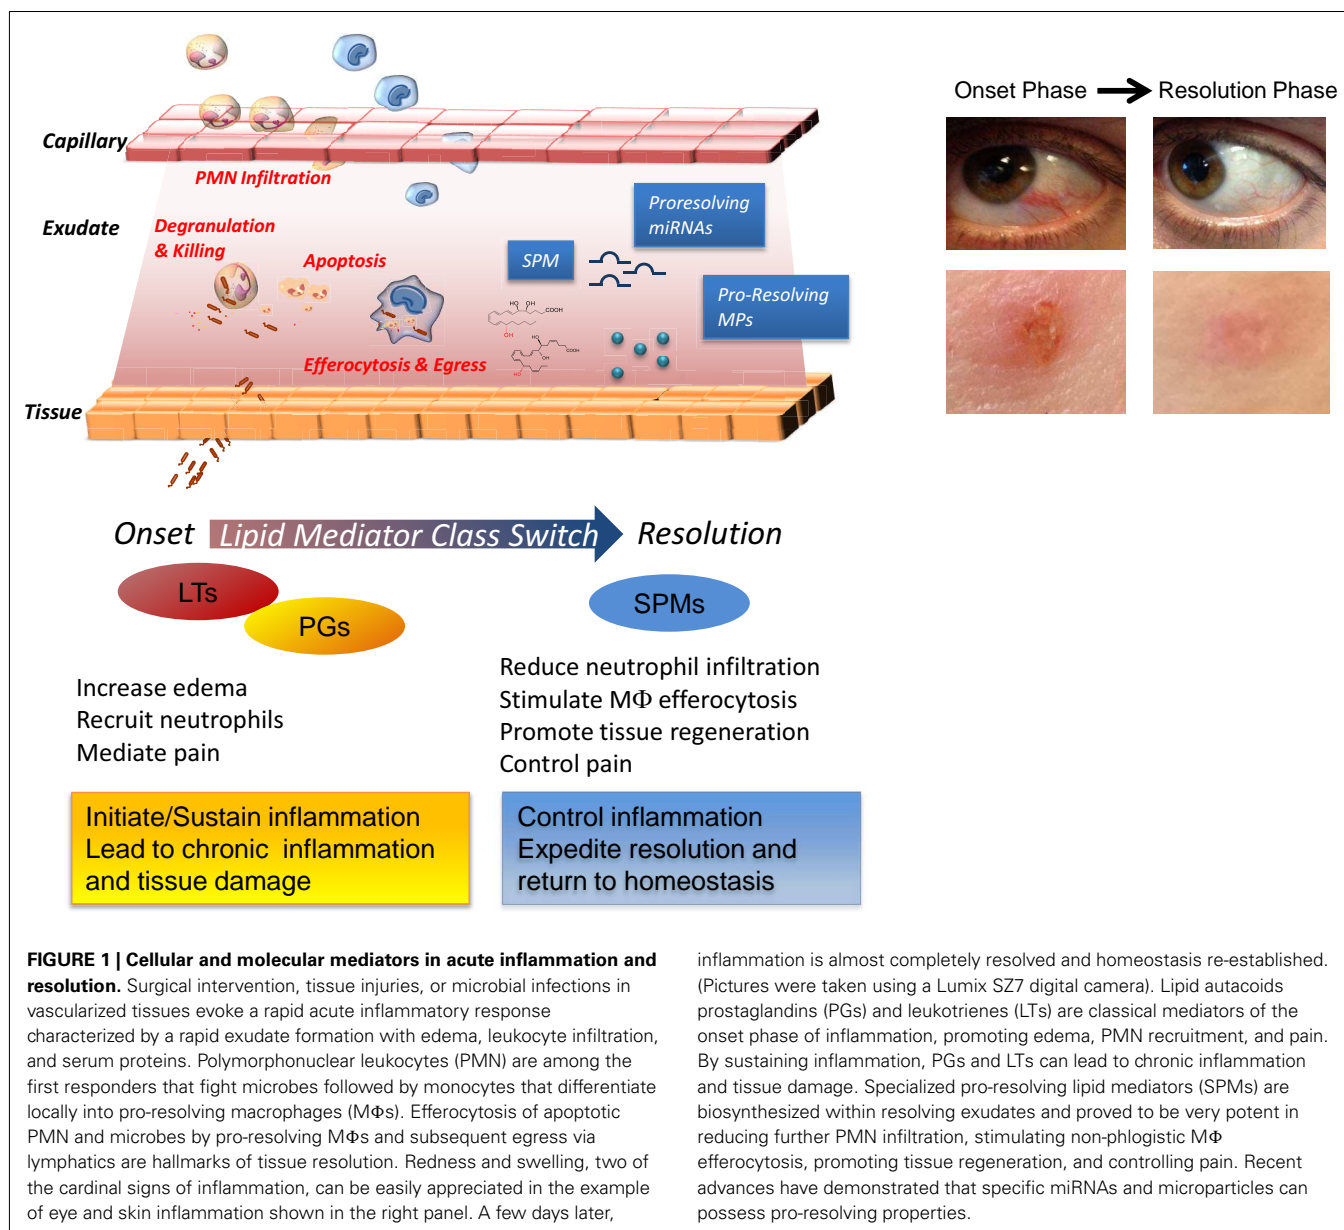 Onset Phase → Resolution Phase
Capillary
PMN Infiltration
Exudate
Degranulation
& Killing
Apoptosis
Efferocytosis & Egress
SPM
Proresolving
miRNAs
Pro-Resolving
MPs
HO OH
COOH
OH
HO
COOH
OH
HO
Tissue
Onset
Lipid Mediator Class Switch
Resolution
LTs
PGs
SPMs
Increase edema
Recruit neutrophils
Mediate pain
Reduce neutrophil infiltration
Stimulate MΦ efferocytosis
Promote tissue regeneration
Control pain
Initiate/Sustain inflammation
Lead to chronic inflammation
and tissue damage
Control inflammation
Expedite resolution and
return to homeostasis
FIGURE 1 | Cellular and molecular mediators in acute inflammation and
resolution. Surgical intervention, tissue injuries, or microbial infections in
vascularized tissues evoke a rapid acute inflammatory response
characterized by a rapid exudate formation with edema, leukocyte infiltration,
and serum proteins. Polymorphonuclear leukocytes (PMN) are among the
first responders that fight microbes followed by monocytes that differentiate
locally into pro-resolving macrophages (MΦs). Efferocytosis of apoptotic
PMN and microbes by pro-resolving MΦs and subsequent egress via
lymphatics are hallmarks of tissue resolution. Redness and swelling, two of
the cardinal signs of inflammation, can be easily appreciated in the example
of eye and skin inflammation shown in the right panel. A few days later,
inflammation is almost completely resolved and homeostasis re-established.
(Pictures were taken using a Lumix SZ7 digital camera). Lipid autacoids
prostaglandins (PGs) and leukotrienes (LTs) are classical mediators of the
onset phase of inflammation, promoting edema, PMN recruitment, and pain.
By sustaining inflammation, PGs and LTs can lead to chronic inflammation
and tissue damage. Specialized pro-resolving lipid mediators (SPMs) are
biosynthesized within resolving exudates and proved to be very potent in
reducing further PMN infiltration, stimulating non-phlogistic MΦ
efferocytosis, promoting tissue regeneration, and controlling pain. Recent
advances have demonstrated that specific miRNAs and microparticles can
possess pro-resolving properties.